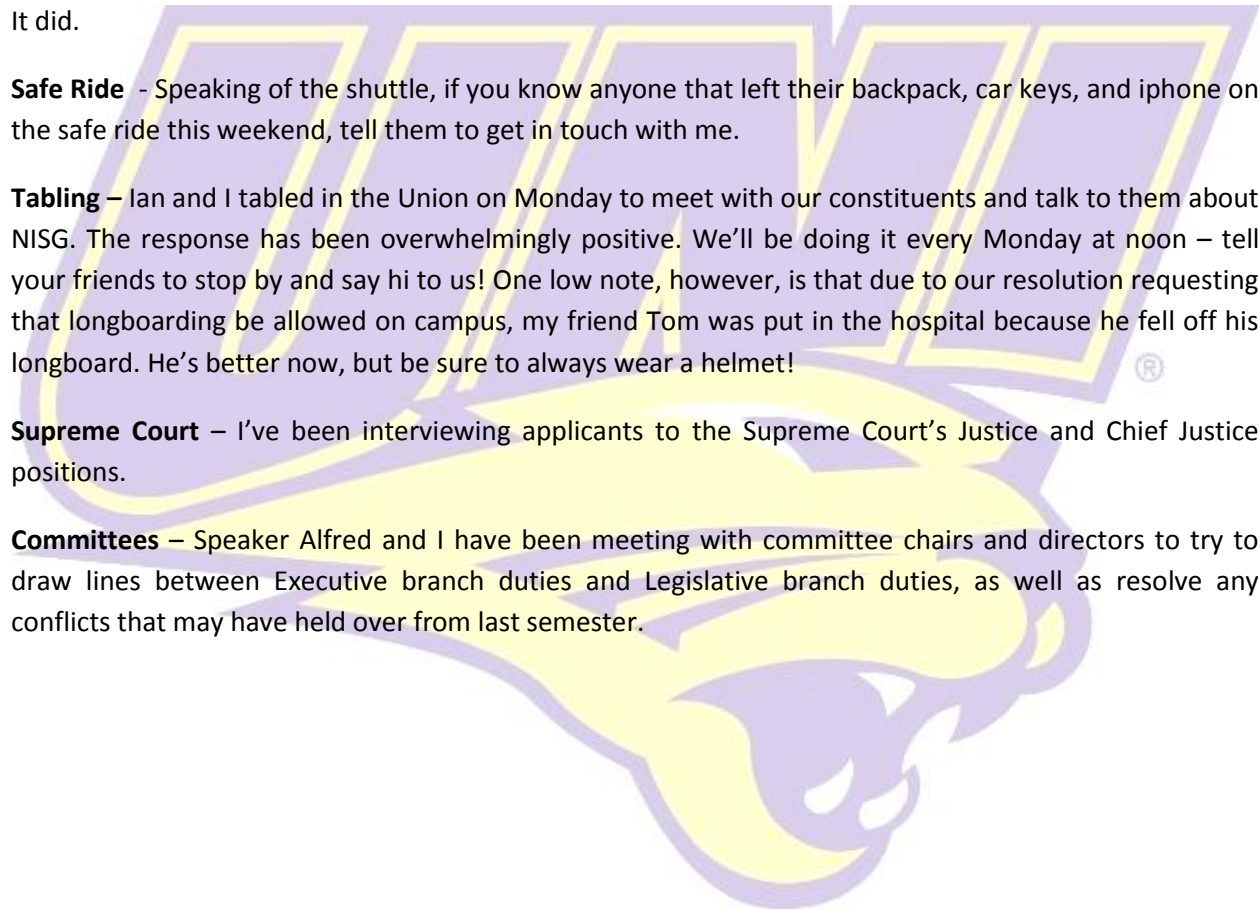 It did.
Safe Ride  - Speaking of the shuttle, if you know anyone that left their backpack, car keys, and iphone on
the safe ride this weekend, tell them to get in touch with me.
Tabling – Ian and I tabled in the Union on Monday to meet with our constituents and talk to them about
NISG. The response has been overwhelmingly positive. We’ll be doing it every Monday at noon – tell
your friends to stop by and say hi to us! One low note, however, is that due to our resolution requesting
that longboarding be allowed on campus, my friend Tom was put in the hospital because he fell off his
longboard. He’s better now, but be sure to always wear a helmet!
Supreme Court – I’ve been interviewing applicants to the Supreme Court’s Justice and Chief Justice
positions.
Committees – Speaker Alfred and I have been meeting with committee chairs and directors to try to
draw lines between Executive branch duties and Legislative branch duties, as well as resolve any
conflicts that may have held over from last semester.
UNI
®